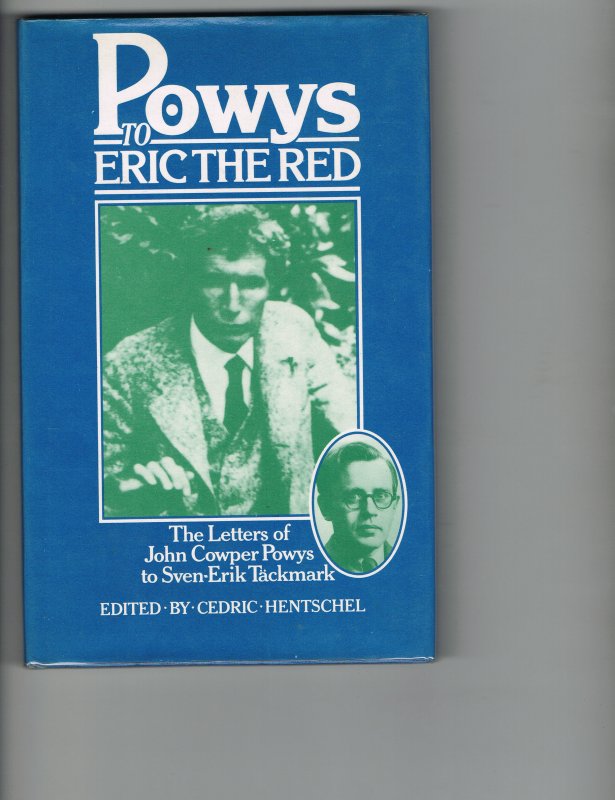 Powys
TO
ERIC THE RED
The Letters of
John Cowper Powys
to Sven-Erik Täckmark
EDITED · BY · CEDRIC · HENTSCHEL